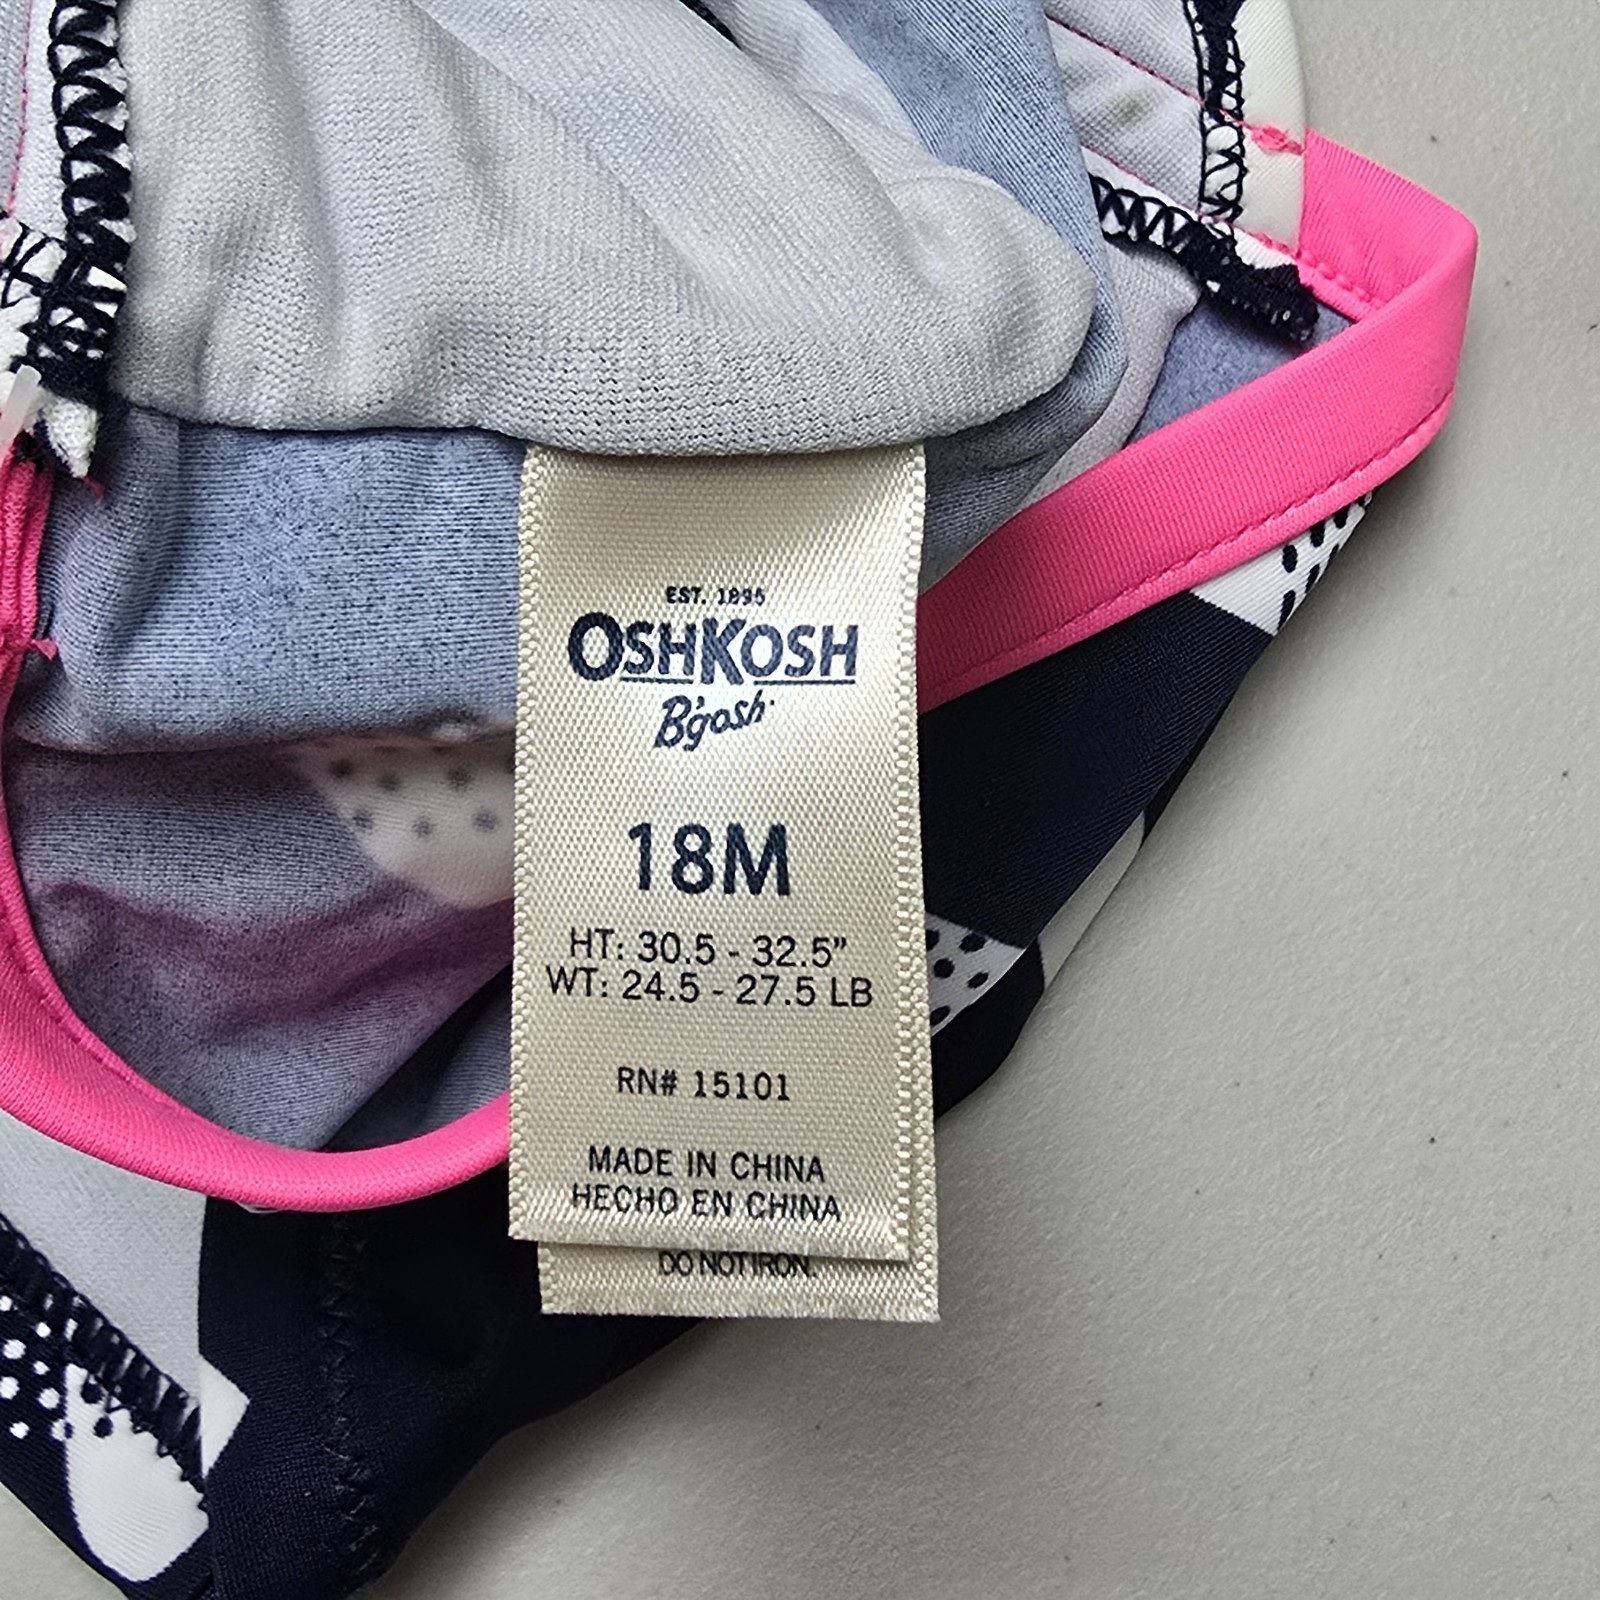 EST. 1895
OSHKOSH
B'gosh
18M
HT: 30.5 - 32.5"
WT: 24.5 - 27.5 LB
RN# 15101
MADE IN CHINA
HECHO EN CHINA
DO NOT IRON.